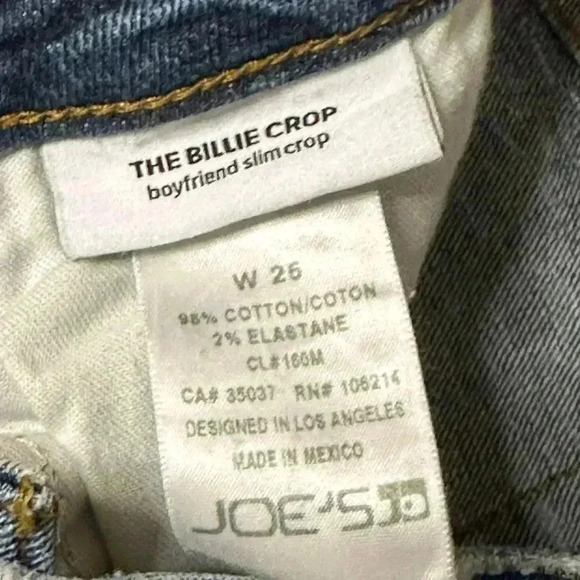 THE BILLIE CROP
boyfriend slim crop
W 26
98% COTTON/COTON
2% ELASTANE
CL#160M
CA# 35037 RN# 106214
DESIGNED IN LOS ANGELES
MADE IN MEXICO
JOE'S